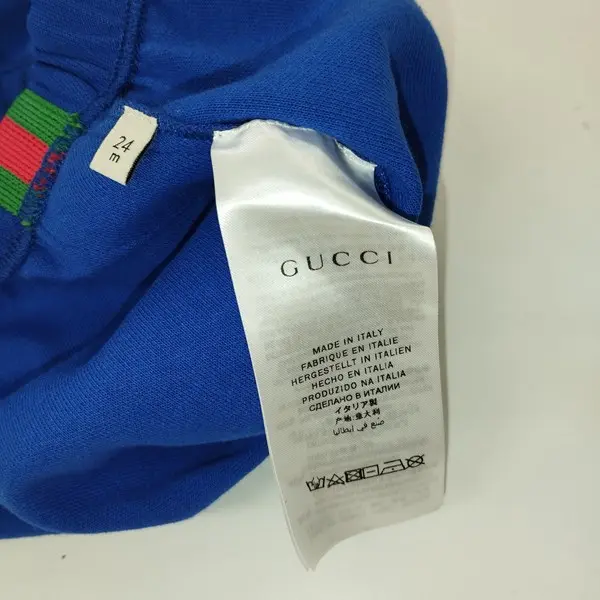 24
m
GUCCI
MADE IN ITALY
FABRIQUE EN ITALIE
HERGESTELLT IN ITALIEN
HECHO EN ITALIA
PRODUZIDO NA ITALIA
СДЕЛАНО В ИТАЛИИ
イタリア製
产地:意大利
صنع في ايطاليا